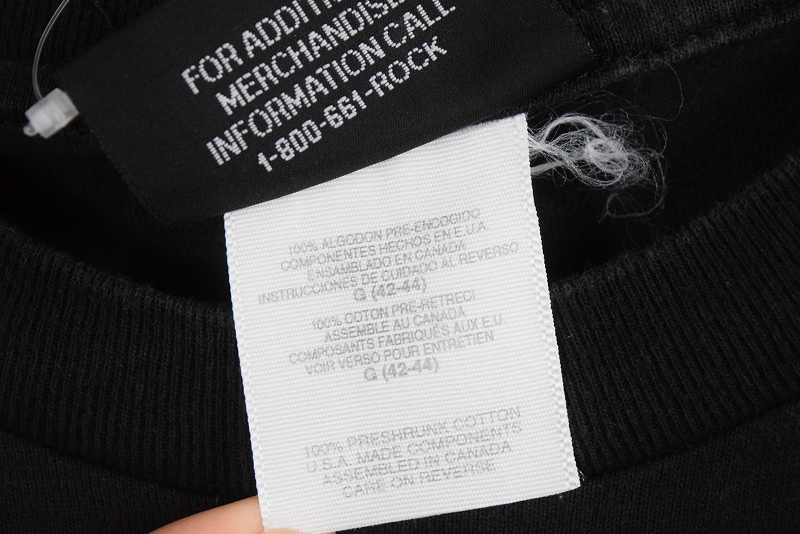 FOR ADDITI
MERCHANDISE
INFORMATION CALL
1-800-661-ROCK
100% ALGODON PRE-ENCOGIDO
COMPONENTES HECHOS EN E.U.A.
ENSAMBLADO EN CANADA
INSTRUCCIONES DE CUIDADO AL REVERSO
G (42-44)
100% COTON PRE-RETRECI
ASSEMBLE AU CANADA
COMPOSANTS FABRIQUÉS AUX E.U.
VOIR VERSO POUR ENTRETIEN
G (42-44)
100% PRESHRUNK COTTON
U.S.A. MADE COMPONENTS
ASSEMBLED IN CANADA
CARE ON REVERSE